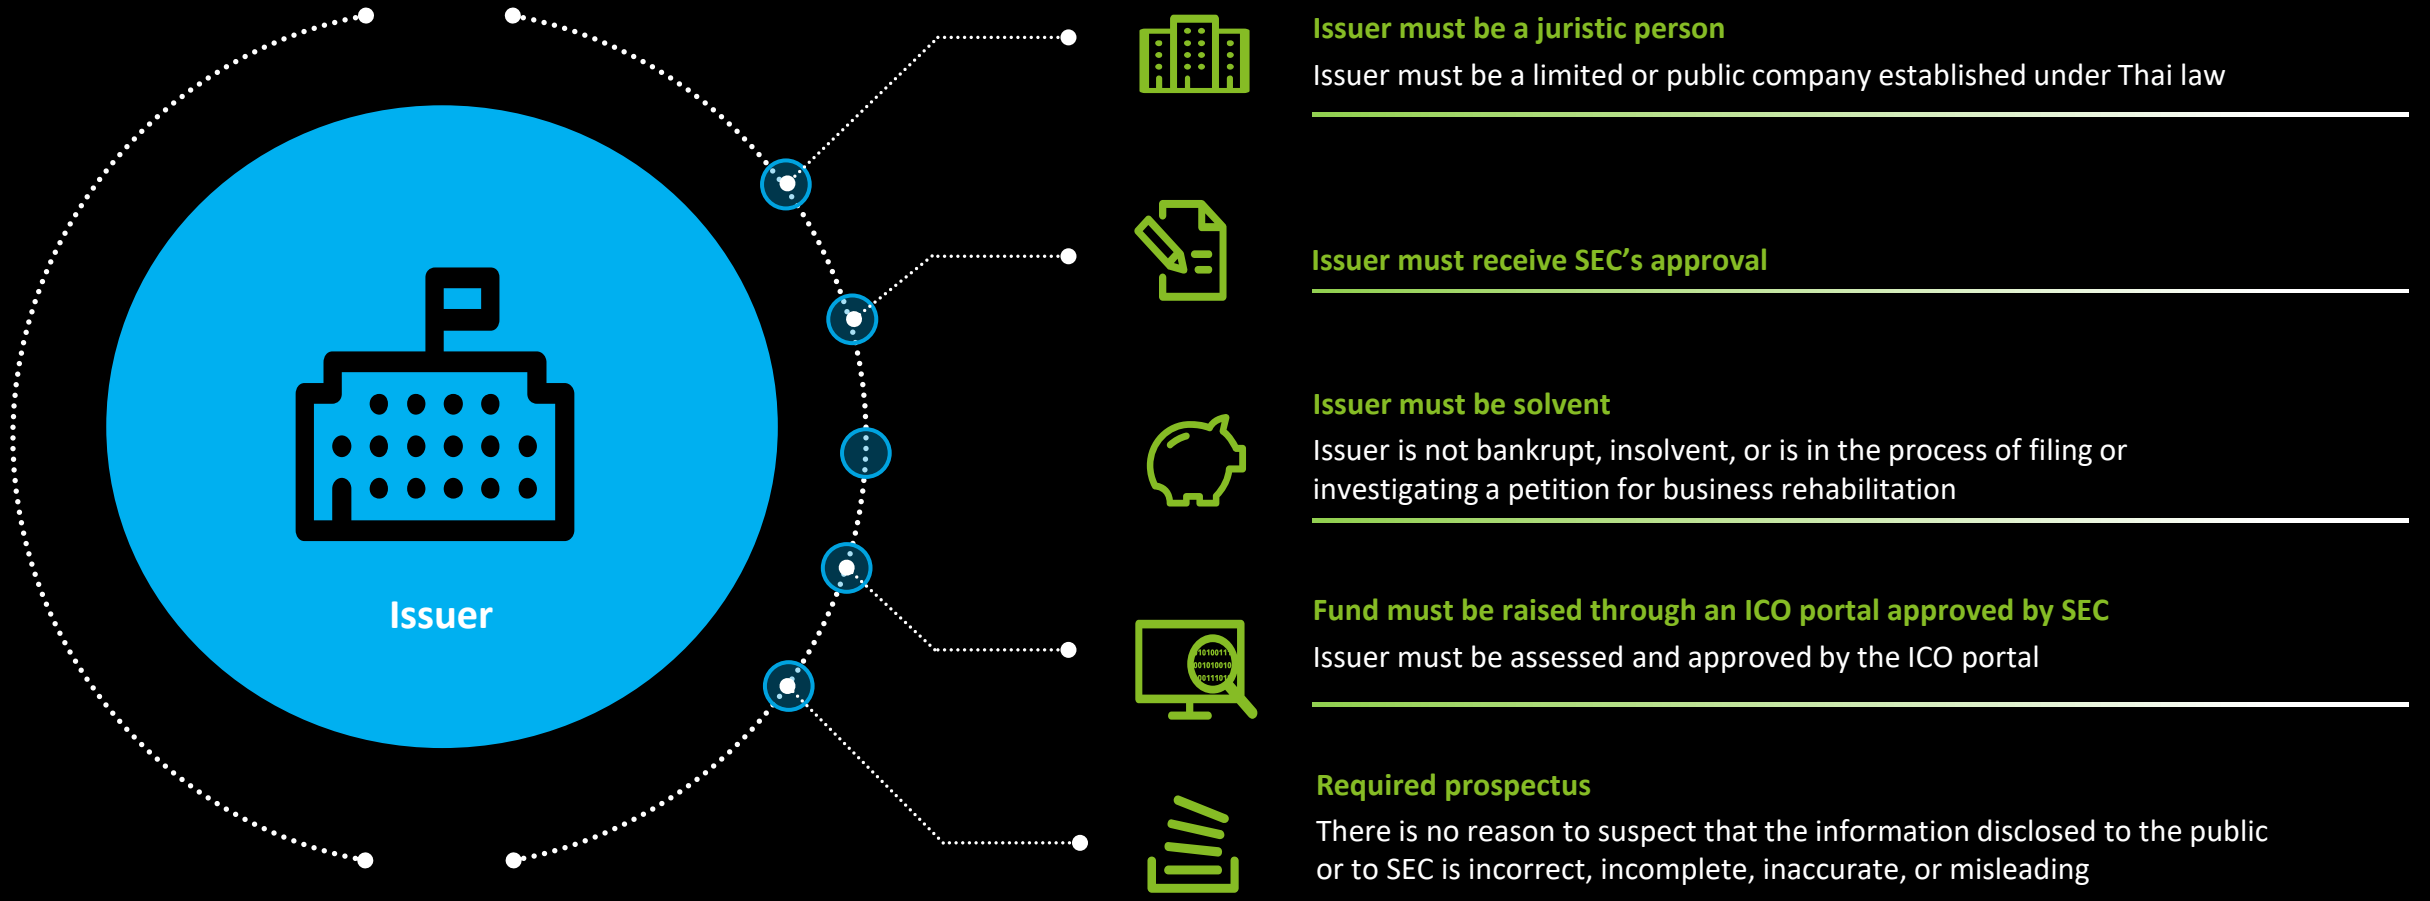 Issuer must be a juristic person
Issuer must be a limited or public company established under Thai law
Issuer must receive SEC’s approval
Issuer must be solvent
Issuer is not bankrupt, insolvent, or is in the process of filing or
investigating a petition for business rehabilitation
Issuer
Fund must be raised through an ICO portal approved by SEC
Issuer must be assessed and approved by the ICO portal
Required prospectus
There is no reason to suspect that the information disclosed to the public
or to SEC is incorrect, incomplete, inaccurate, or misleading